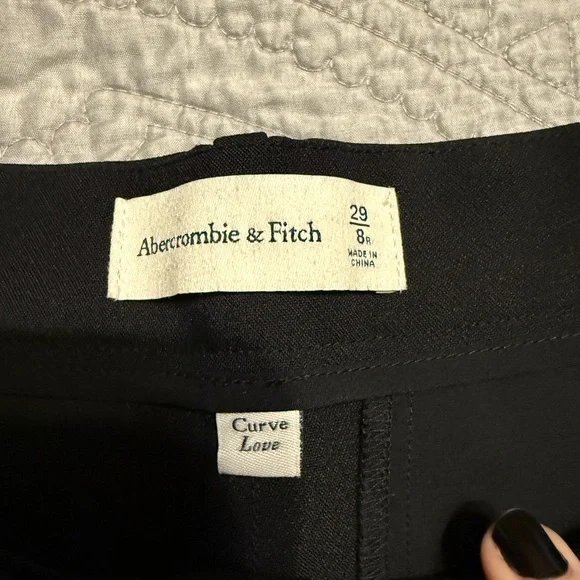 Abercrombie & Fitch
29
8R
MADE IN
CHINA
Curve
Love